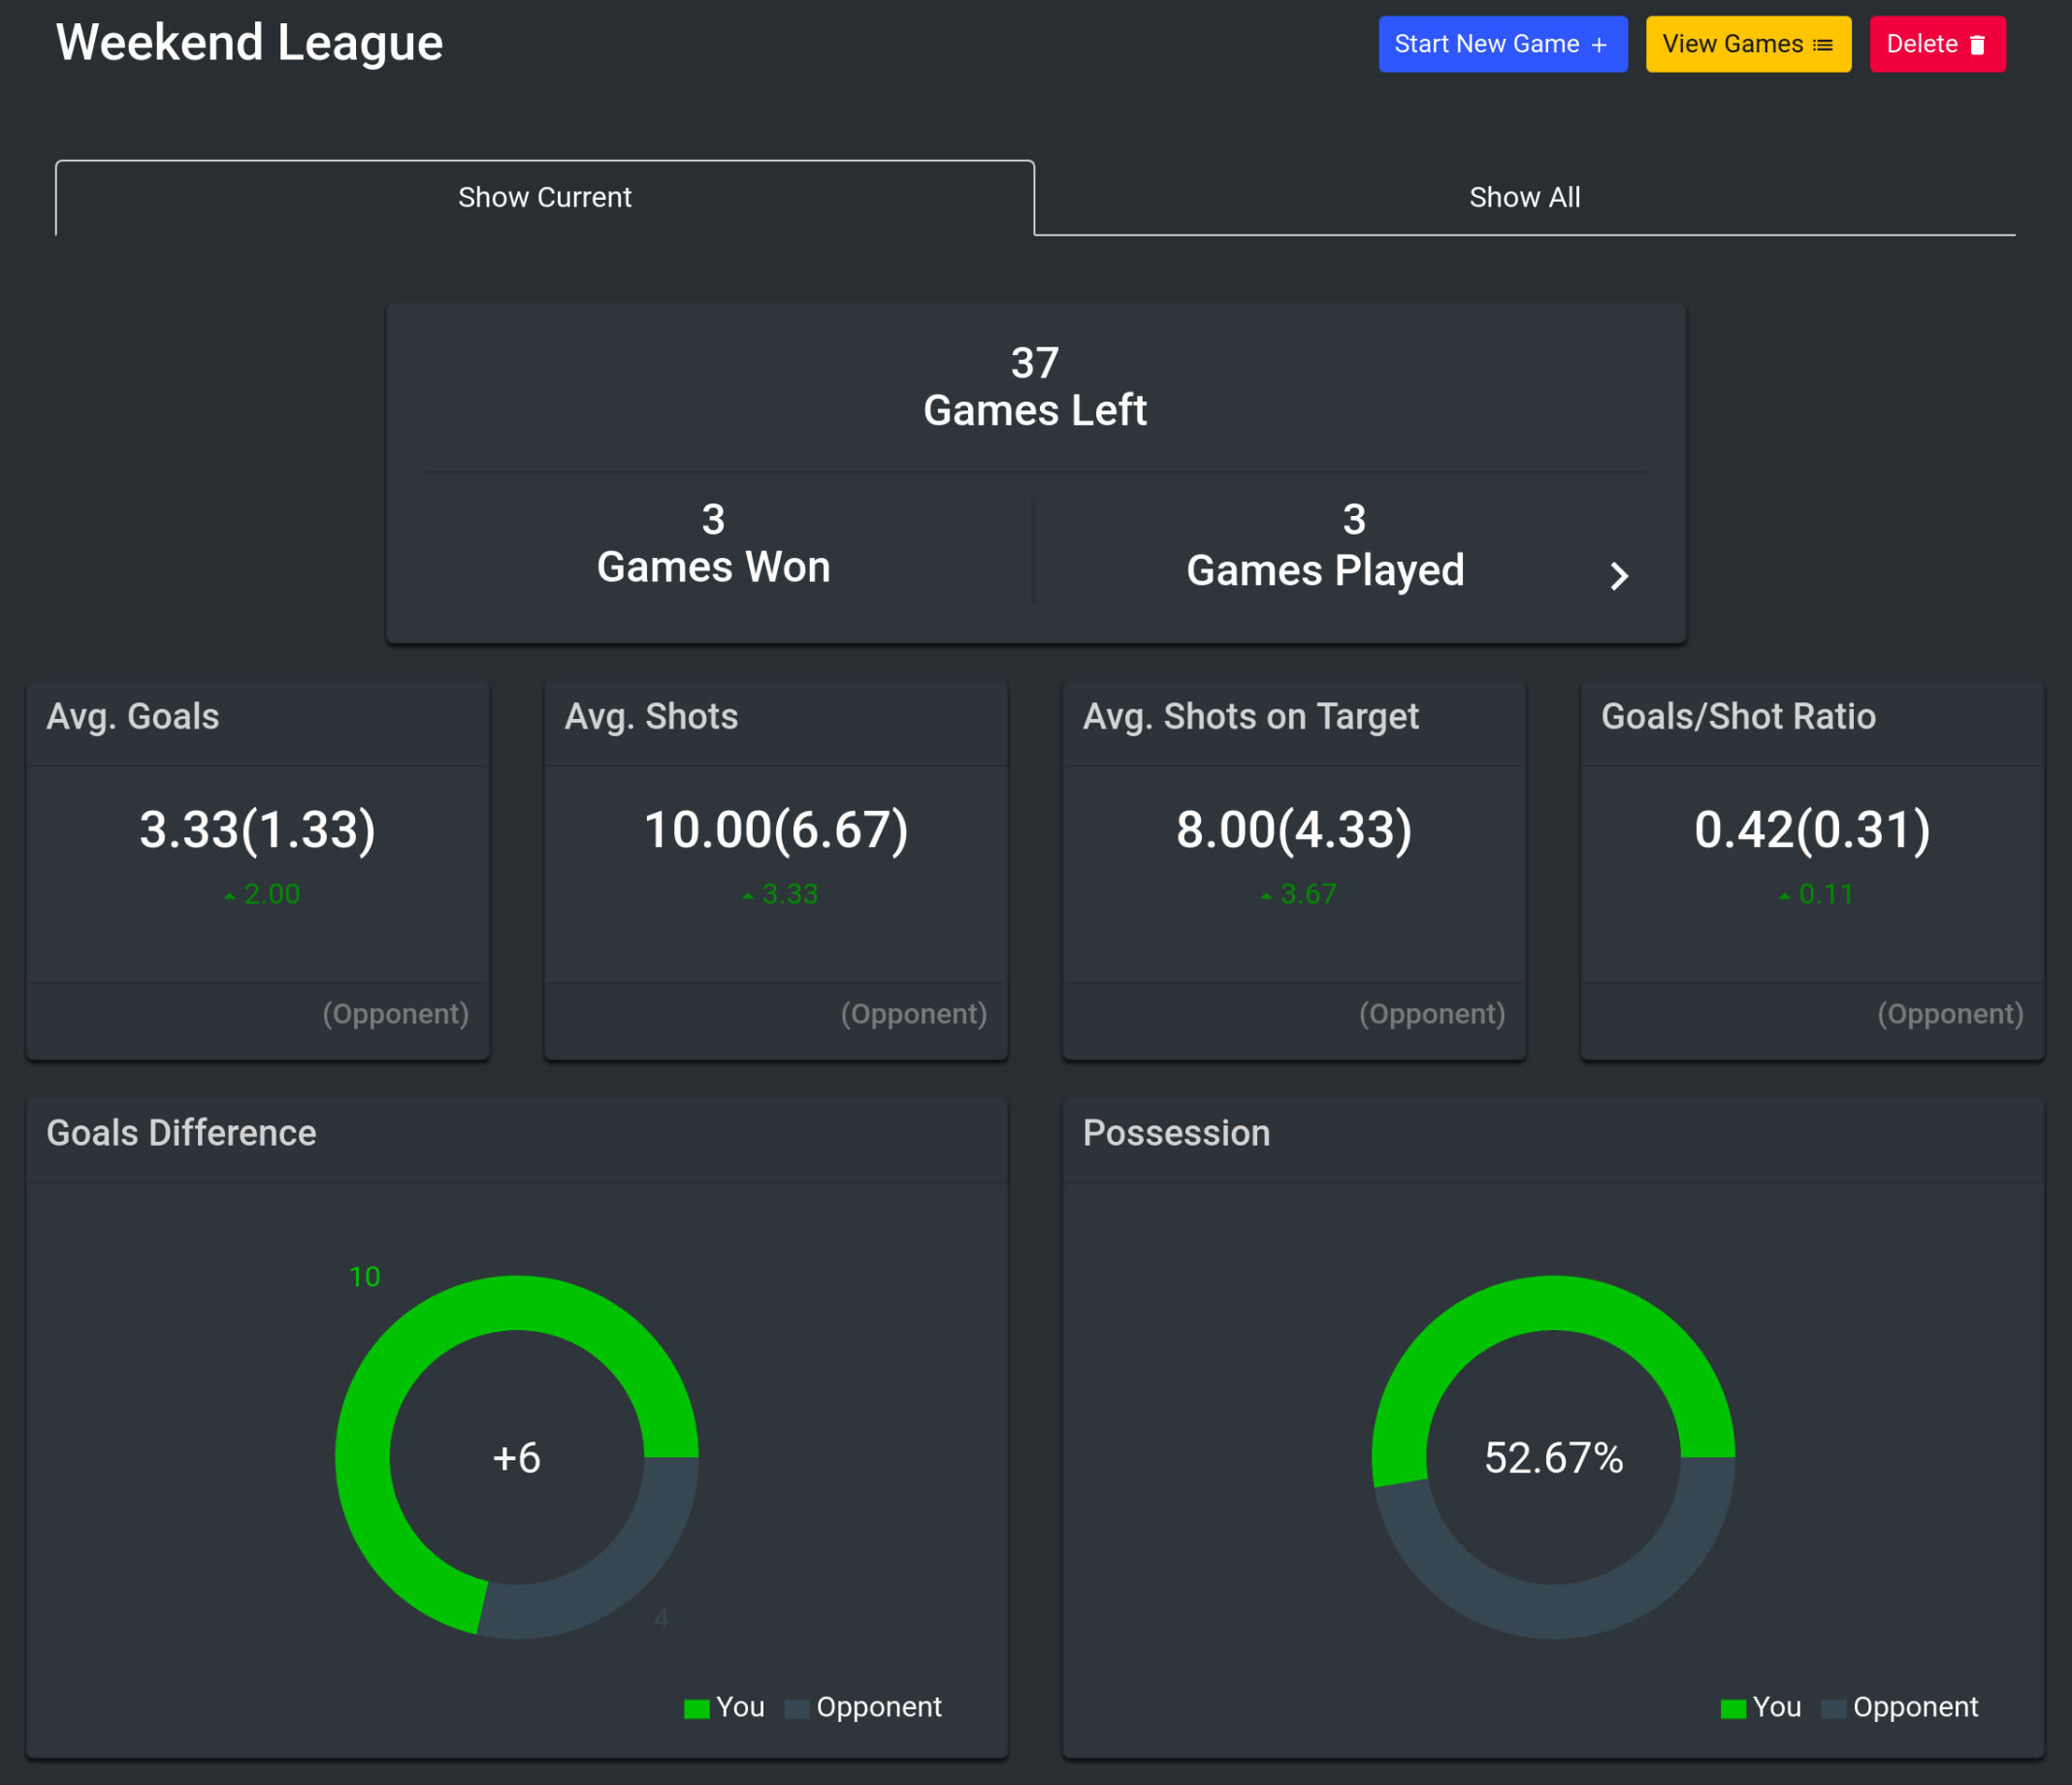 Weekend League
Start New Game +
View Games
Delete
Show Current
Show All
37
Games Left
3
Games Won
3
Games Played
Avg. Goals
3.33(1.33)
2.00
(Opponent)
Avg. Shots
10.00(6.67)
3.33
(Opponent)
Avg. Shots on Target
8.00(4.33)
3.67
(Opponent)
Goals/Shot Ratio
0.42(0.31)
0.11
(Opponent)
Goals Difference
10
+6
4
You Opponent
Possession
52.67%
You Opponent